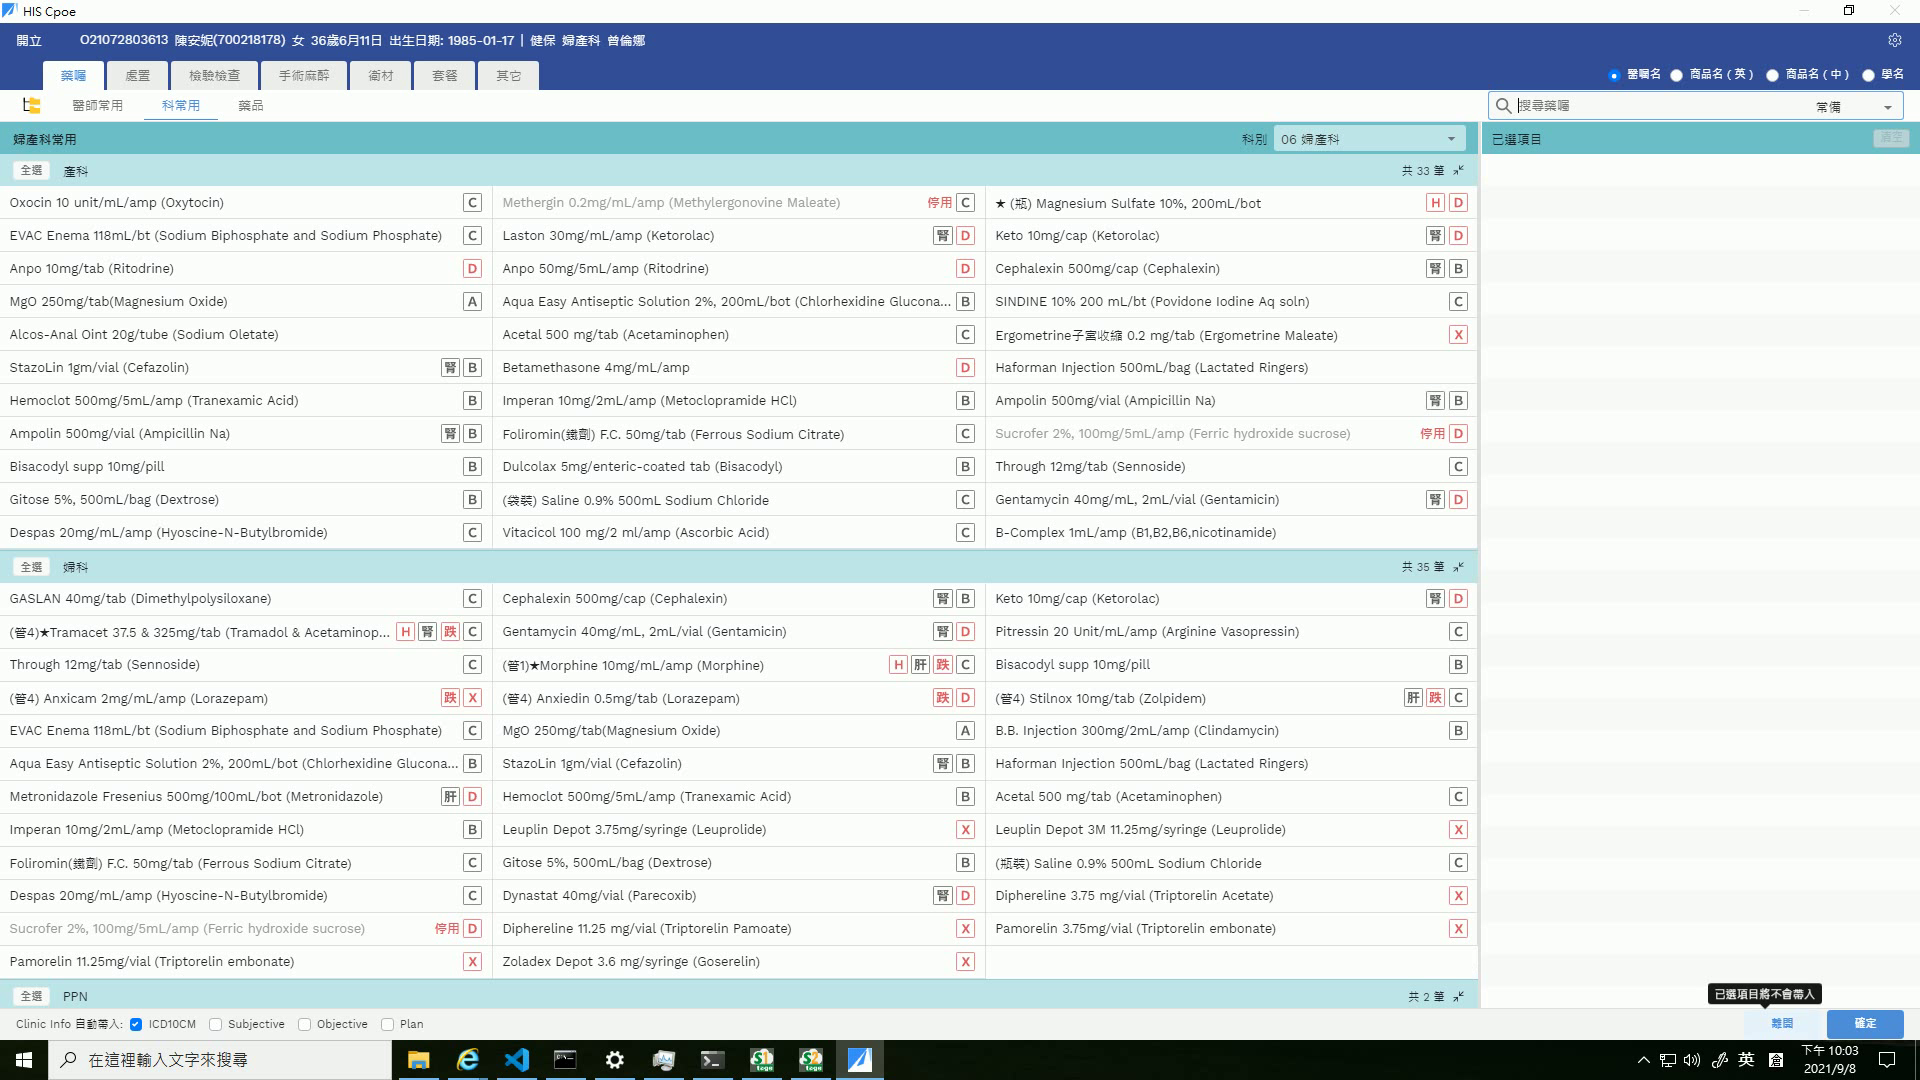 HIS Cpoe
開立 O21072803613 陳安妮(700218178) 女 36歲6月11日 出生日期: 1985-01-17 | 健保 婦產科 曾倫娜
藥囑 處置 檢驗檢查 手術麻醉 衛材 套餐 其它
醫囑名 商品名(英) 商品名(中) 學名
醫師常用 科常用 藥品
搜尋藥囑 常備
婦產科常用 科別 06 婦產科
已選項目 清空
全選 產科 共 33 筆
Oxocin 10 unit/mL/amp (Oxytocin) C
Methergin 0.2mg/mL/amp (Methylergonovine Maleate) 停用 C
★ (瓶) Magnesium Sulfate 10%, 200mL/bot H D
EVAC Enema 118mL/bt (Sodium Biphosphate and Sodium Phosphate) C
Laston 30mg/mL/amp (Ketorolac) 腎 D
Keto 10mg/cap (Ketorolac) 腎 D
Anpo 10mg/tab (Ritodrine) D
Anpo 50mg/5mL/amp (Ritodrine) D
Cephalexin 500mg/cap (Cephalexin) 腎 B
MgO 250mg/tab(Magnesium Oxide) A
Aqua Easy Antiseptic Solution 2%, 200mL/bot (Chlorhexidine Glucona... B
SINDINE 10% 200 mL/bt (Povidone Iodine Aq soln) C
Alcos-Anal Oint 20g/tube (Sodium Oletate)
Acetal 500 mg/tab (Acetaminophen) C
Ergometrine子宮收縮 0.2 mg/tab (Ergometrine Maleate) X
StazoLin 1gm/vial (Cefazolin) 腎 B
Betamethasone 4mg/mL/amp D
Haforman Injection 500mL/bag (Lactated Ringers)
Hemoclot 500mg/5mL/amp (Tranexamic Acid) B
Imperan 10mg/2mL/amp (Metoclopramide HCl) B
Ampolin 500mg/vial (Ampicillin Na) 腎 B
Ampolin 500mg/vial (Ampicillin Na) 腎 B
Foliromin(鐵劑) F.C. 50mg/tab (Ferrous Sodium Citrate) C
Sucrofer 2%, 100mg/5mL/amp (Ferric hydroxide sucrose) 停用 D
Bisacodyl supp 10mg/pill B
Dulcolax 5mg/enteric-coated tab (Bisacodyl) B
Through 12mg/tab (Sennoside) C
Gitose 5%, 500mL/bag (Dextrose) B
(袋裝) Saline 0.9% 500mL Sodium Chloride C
Gentamycin 40mg/mL, 2mL/vial (Gentamicin) 腎 D
Despas 20mg/mL/amp (Hyoscine-N-Butylbromide) C
Vitacicol 100 mg/2 ml/amp (Ascorbic Acid) C
B-Complex 1mL/amp (B1,B2,B6,nicotinamide)
全選 婦科 共 35 筆
GASLAN 40mg/tab (Dimethylpolysiloxane) C
Cephalexin 500mg/cap (Cephalexin) 腎 B
Keto 10mg/cap (Ketorolac) 腎 D
(管4)★Tramacet 37.5 & 325mg/tab (Tramadol & Acetaminop... H 腎 跌 C
Gentamycin 40mg/mL, 2mL/vial (Gentamicin) 腎 D
Pitressin 20 Unit/mL/amp (Arginine Vasopressin) C
Through 12mg/tab (Sennoside) C
(管1)★Morphine 10mg/mL/amp (Morphine) H 肝 跌 C
Bisacodyl supp 10mg/pill B
(管4) Anxicam 2mg/mL/amp (Lorazepam) 跌 X
(管4) Anxiedin 0.5mg/tab (Lorazepam) 跌 D
(管4) Stilnox 10mg/tab (Zolpidem) 肝 跌 C
EVAC Enema 118mL/bt (Sodium Biphosphate and Sodium Phosphate) C
MgO 250mg/tab(Magnesium Oxide) A
B.B. Injection 300mg/2mL/amp (Clindamycin) B
Aqua Easy Antiseptic Solution 2%, 200mL/bot (Chlorhexidine Glucona... B
StazoLin 1gm/vial (Cefazolin) 腎 B
Haforman Injection 500mL/bag (Lactated Ringers)
Metronidazole Fresenius 500mg/100mL/bot (Metronidazole) 肝 D
Hemoclot 500mg/5mL/amp (Tranexamic Acid) B
Acetal 500 mg/tab (Acetaminophen) C
Imperan 10mg/2mL/amp (Metoclopramide HCl) B
Leuplin Depot 3.75mg/syringe (Leuprolide) X
Leuplin Depot 3M 11.25mg/syringe (Leuprolide) X
Foliromin(鐵劑) F.C. 50mg/tab (Ferrous Sodium Citrate) C
Gitose 5%, 500mL/bag (Dextrose) B
(瓶裝) Saline 0.9% 500mL Sodium Chloride C
Despas 20mg/mL/amp (Hyoscine-N-Butylbromide) C
Dynastat 40mg/vial (Parecoxib) 腎 D
Diphereline 3.75 mg/vial (Triptorelin Acetate) X
Sucrofer 2%, 100mg/5mL/amp (Ferric hydroxide sucrose) 停用 D
Diphereline 11.25 mg/vial (Triptorelin Pamoate) X
Pamorelin 3.75mg/vial (Triptorelin embonate) X
Pamorelin 11.25mg/vial (Triptorelin embonate) X
Zoladex Depot 3.6 mg/syringe (Goserelin) X
全選 PPN 共 2 筆
已選項目將不會帶入
Clinic Info 自動帶入: ICD10CM Subjective Objective Plan
離開 確定
在這裡輸入文字來搜尋
英
下午 10:03
2021/9/8